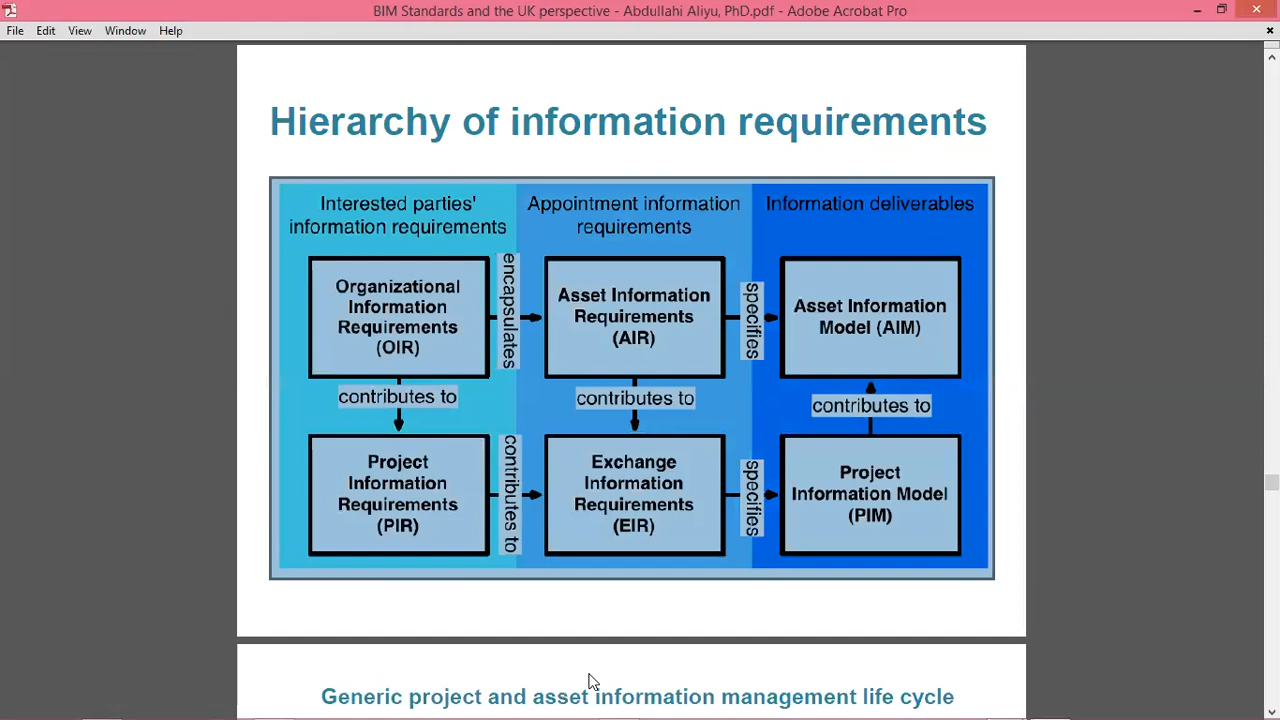 BIM Standards and the UK perspective - Abdullahi Aliyu, PhD.pdf - Adobe Acrobat Pro
File Edit View Window Help
Hierarchy of information requirements
Interested parties'
information requirements
Appointment information
requirements
Information deliverables
Organizational
Information
Requirements
(OIR)
encapsulates
Asset Information
Requirements
(AIR)
specifies
Asset Information
Model (AIM)
contributes to
contributes to
contributes to
Project
Information
Requirements
(PIR)
contributes to
Exchange
Information
Requirements
(EIR)
specifies
Project
Information Model
(PIM)
Generic project and asset information management life cycle